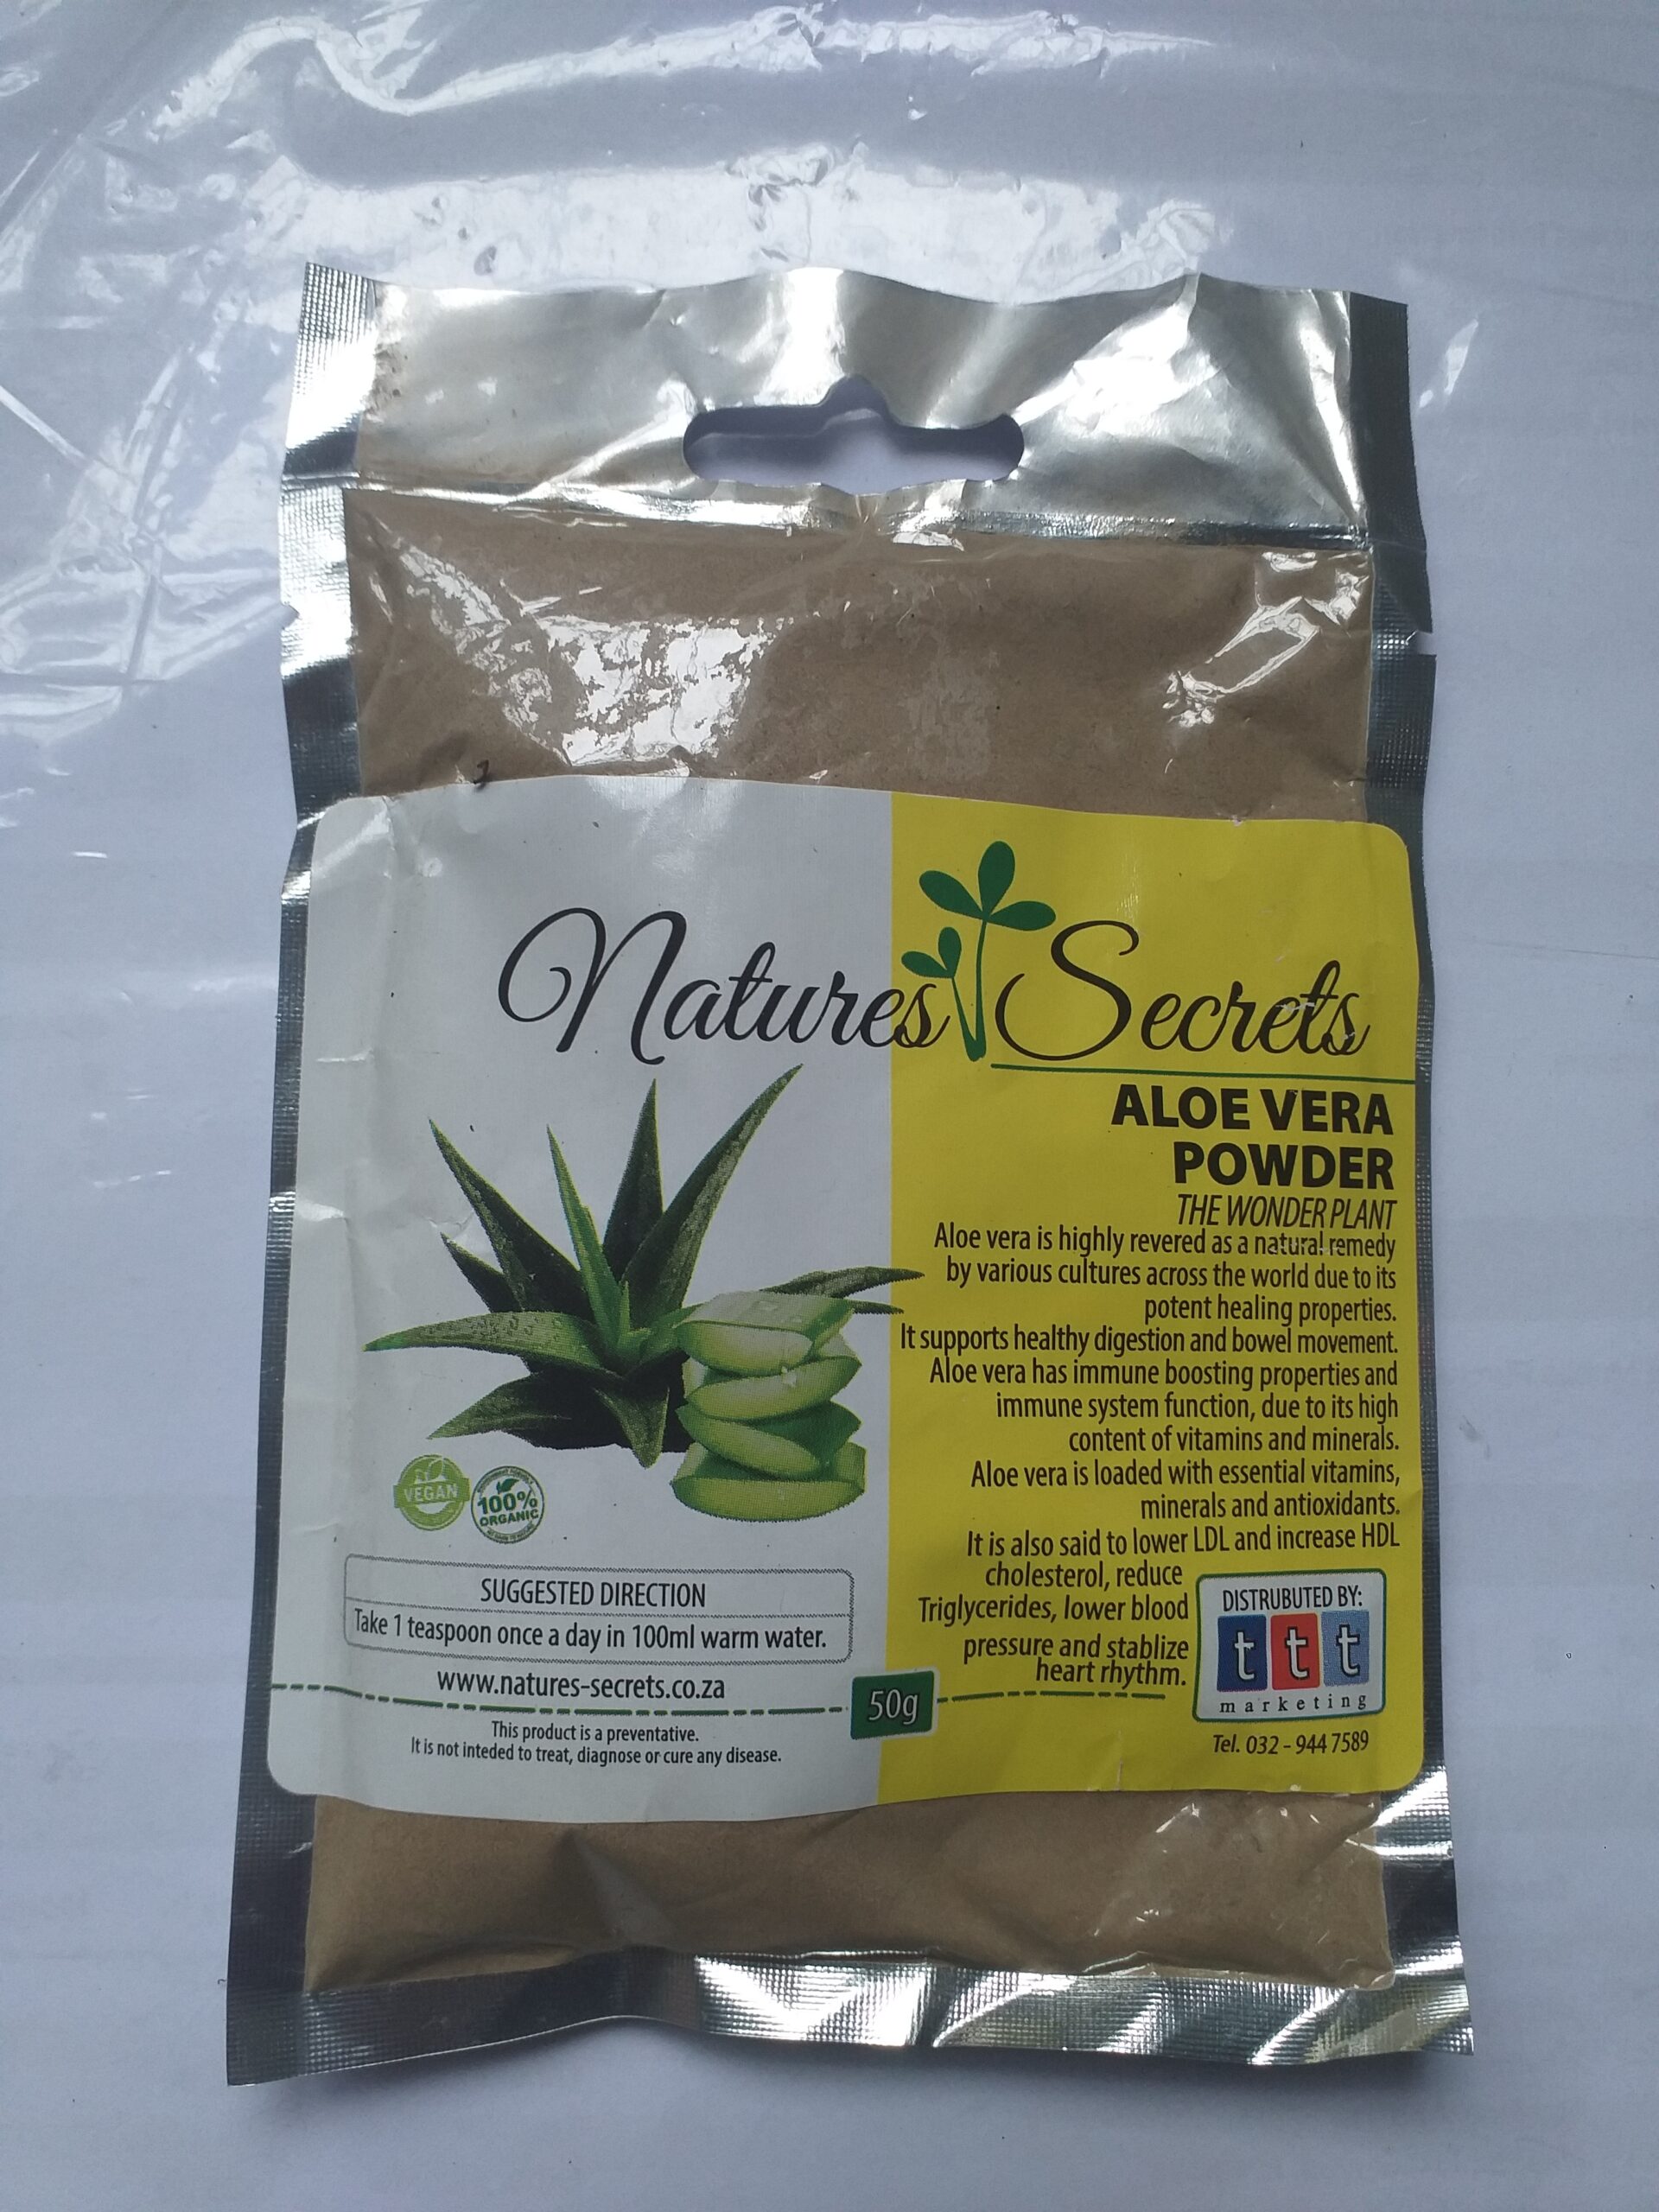 Natures Secrets
ALOE VERA
POWDER
THE WONDER PLANT
Aloe vera is highly revered as a natural remedy
by various cultures across the world due to its
potent healing properties.
It supports healthy digestion and bowel movement.
Aloe vera has immune boosting properties and
immune system function, due to its high
content of vitamins and minerals.
Aloe vera is loaded with essential vitamins,
minerals and antioxidants.
It is also said to lower LDL and increase HDL
cholesterol, reduce
Triglycerides, lower blood
pressure and stablize
heart rhythm.
DISTRUBUTED BY:
ttt
marketing
Tel. 032 - 944 7589
VEGAN
100%
ORGANIC
SUGGESTED DIRECTION
Take 1 teaspoon once a day in 100ml warm water.
www.natures-secrets.co.za
50g
This product is a preventative.
It is not inteded to treat, diagnose or cure any disease.